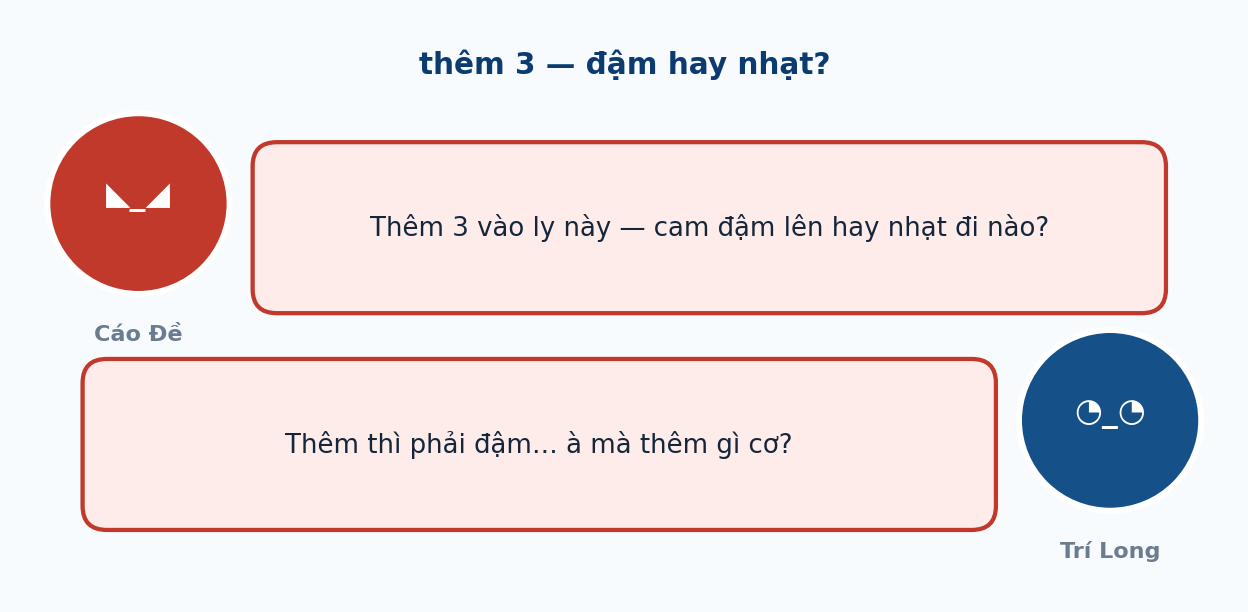 thêm 3 — đậm hay nhạt?
Thêm 3 vào ly này — cam đậm lên hay nhạt đi nào?
Cáo Đề
Thêm thì phải đậm… à mà thêm gì cơ?
Trí Long